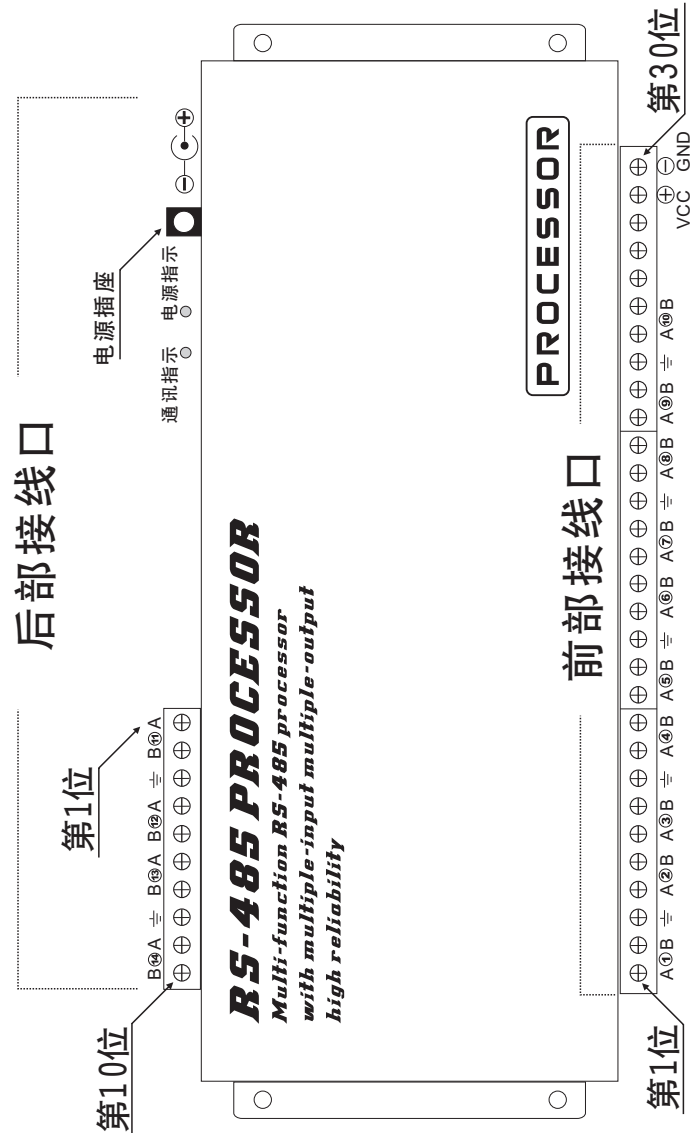 后部接线口
第10位
第1位
电源插座
B⑭A ⏚ B⑬A B⑫A ⏚ B⑪A
通讯指示
电源指示
⊖ ⊕
RS-485 PROCESSOR
Multi-function RS-485 processor
with multiple-input multiple-output
high reliability
PROCESSOR
前部接线口
A①B ⏚ A②B A③B ⏚ A④B A⑤B ⏚ A⑥B A⑦B ⏚ A⑧B A⑨B ⏚ A⑩B ⊕ ⊖
VCC GND
第1位
第30位